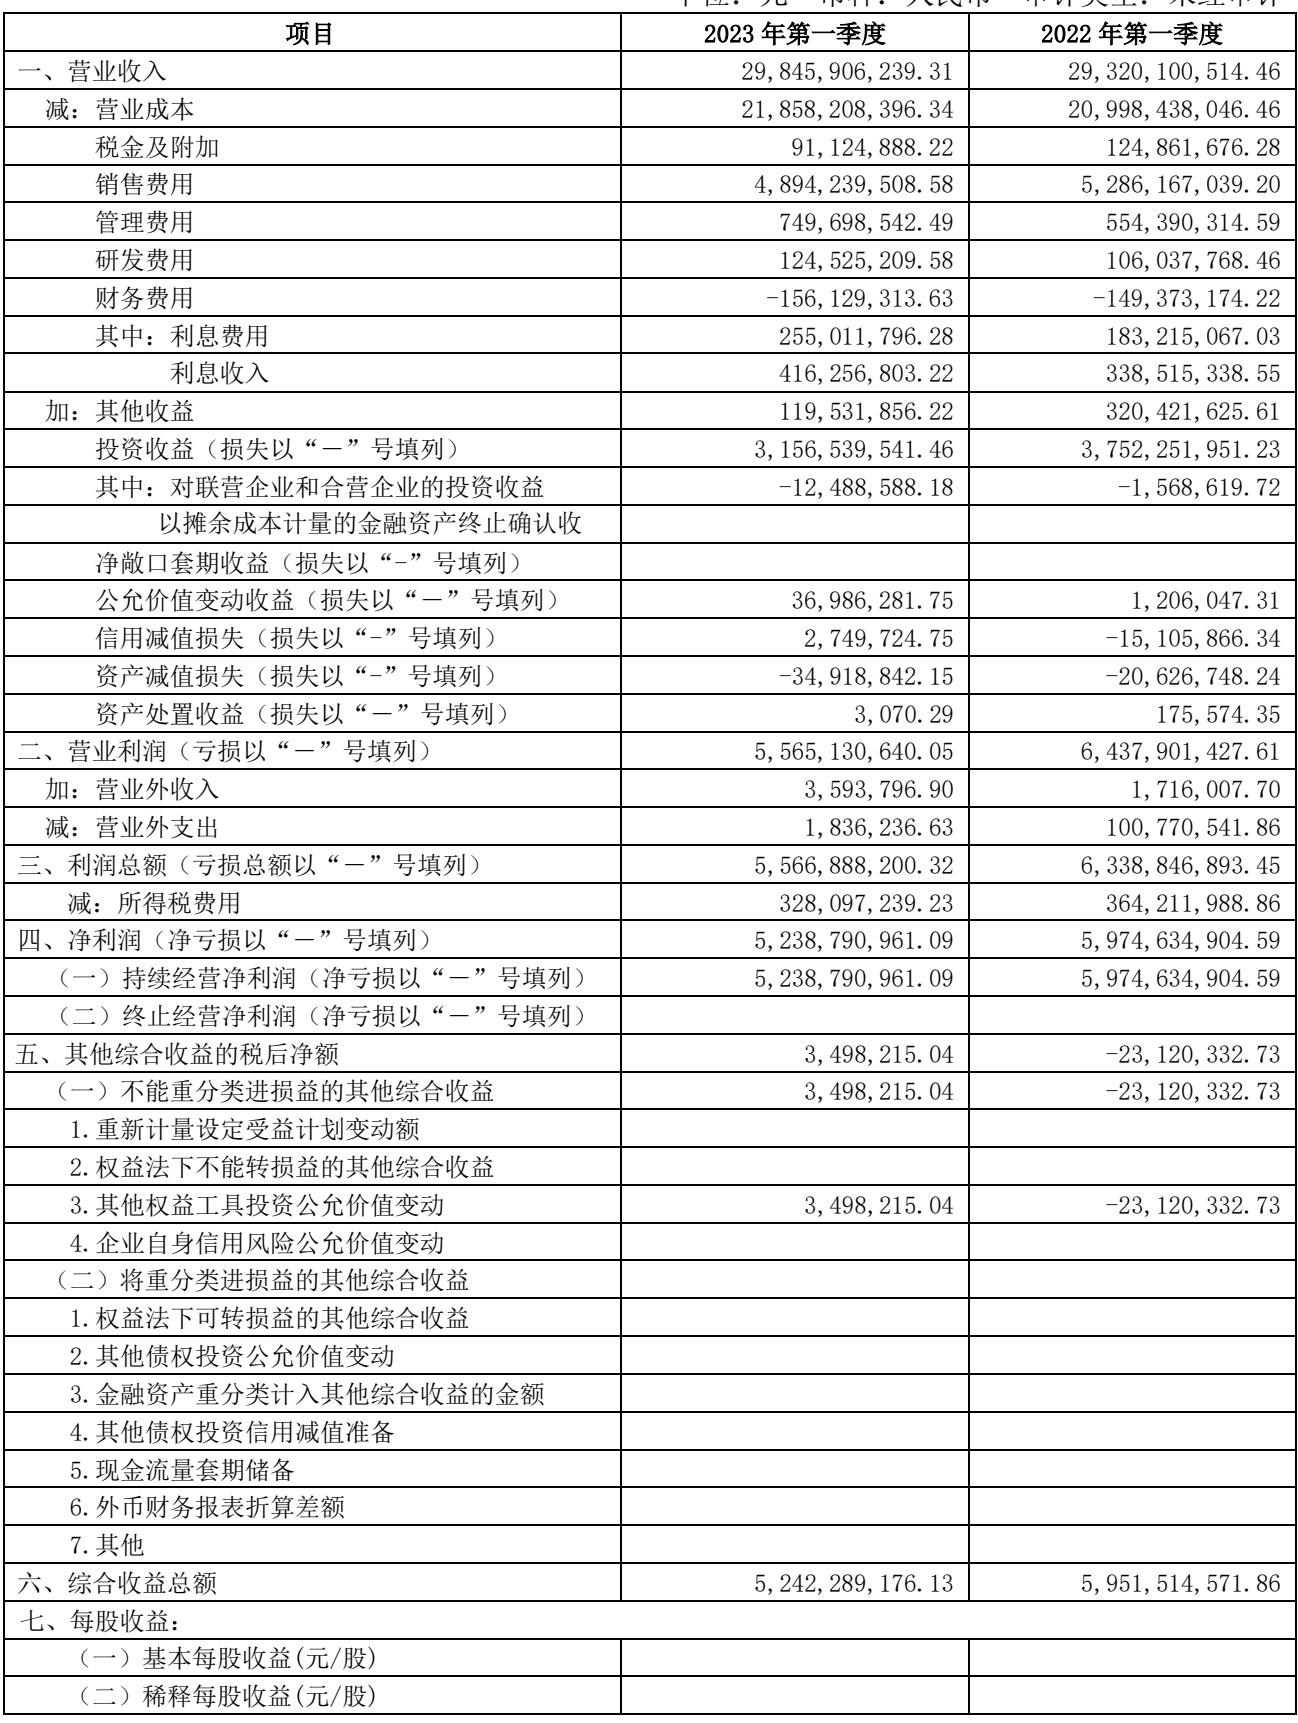 单位：元 币种：人民币 审计类型：未经审计
项目 2023 年第一季度 2022 年第一季度
一、营业收入 29,845,906,239.31 29,320,100,514.46
减：营业成本 21,858,208,396.34 20,998,438,046.46
税金及附加 91,124,888.22 124,861,676.28
销售费用 4,894,239,508.58 5,286,167,039.20
管理费用 749,698,542.49 554,390,314.59
研发费用 124,525,209.58 106,037,768.46
财务费用 -156,129,313.63 -149,373,174.22
其中：利息费用 255,011,796.28 183,215,067.03
利息收入 416,256,803.22 338,515,338.55
加：其他收益 119,531,856.22 320,421,625.61
投资收益（损失以“－”号填列） 3,156,539,541.46 3,752,251,951.23
其中：对联营企业和合营企业的投资收益 -12,488,588.18 -1,568,619.72
以摊余成本计量的金融资产终止确认收
净敞口套期收益（损失以“-”号填列）
公允价值变动收益（损失以“－”号填列） 36,986,281.75 1,206,047.31
信用减值损失（损失以“-”号填列） 2,749,724.75 -15,105,866.34
资产减值损失（损失以“-”号填列） -34,918,842.15 -20,626,748.24
资产处置收益（损失以“－”号填列） 3,070.29 175,574.35
二、营业利润（亏损以“－”号填列） 5,565,130,640.05 6,437,901,427.61
加：营业外收入 3,593,796.90 1,716,007.70
减：营业外支出 1,836,236.63 100,770,541.86
三、利润总额（亏损总额以“－”号填列） 5,566,888,200.32 6,338,846,893.45
减：所得税费用 328,097,239.23 364,211,988.86
四、净利润（净亏损以“－”号填列） 5,238,790,961.09 5,974,634,904.59
（一）持续经营净利润（净亏损以“－”号填列） 5,238,790,961.09 5,974,634,904.59
（二）终止经营净利润（净亏损以“－”号填列）
五、其他综合收益的税后净额 3,498,215.04 -23,120,332.73
（一）不能重分类进损益的其他综合收益 3,498,215.04 -23,120,332.73
1.重新计量设定受益计划变动额
2.权益法下不能转损益的其他综合收益
3.其他权益工具投资公允价值变动 3,498,215.04 -23,120,332.73
4.企业自身信用风险公允价值变动
（二）将重分类进损益的其他综合收益
1.权益法下可转损益的其他综合收益
2.其他债权投资公允价值变动
3.金融资产重分类计入其他综合收益的金额
4.其他债权投资信用减值准备
5.现金流量套期储备
6.外币财务报表折算差额
7.其他
六、综合收益总额 5,242,289,176.13 5,951,514,571.86
七、每股收益：
（一）基本每股收益(元/股)
（二）稀释每股收益(元/股)